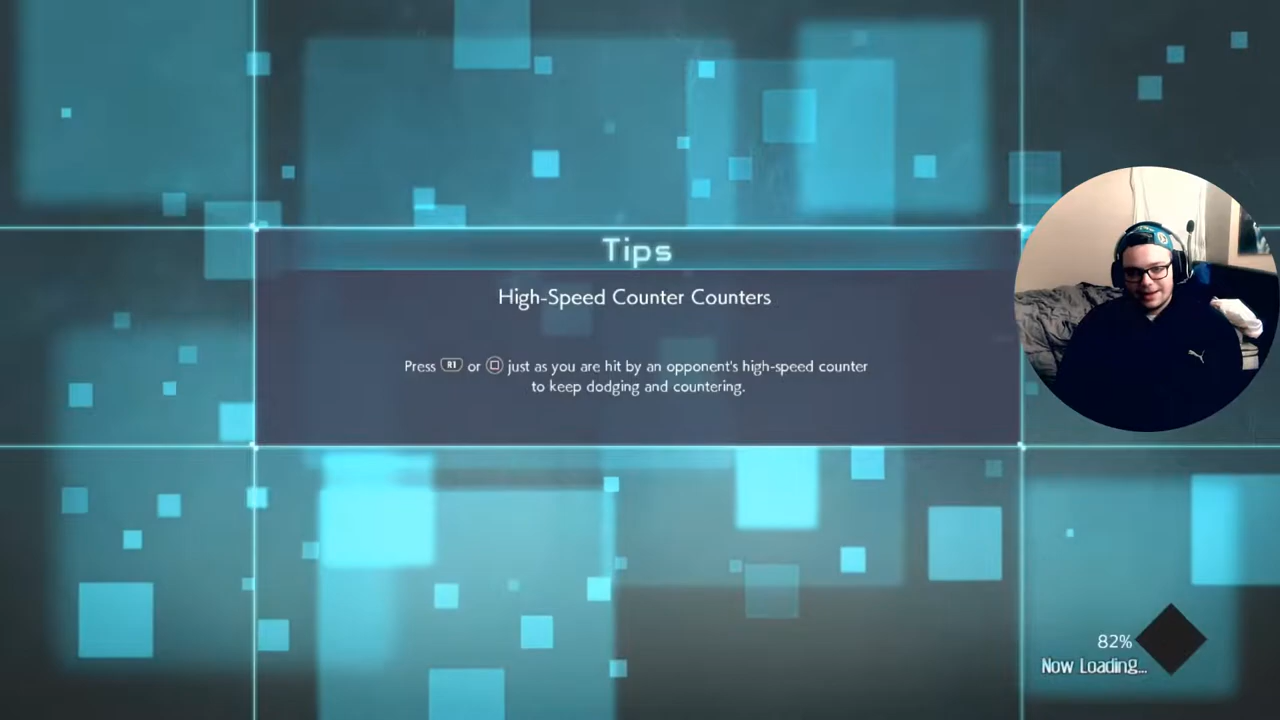 Tips
High-Speed Counter Counters
Press R1 or □ just as you are hit by an opponent's high-speed counter
to keep dodging and countering.
82%
Now Loading...